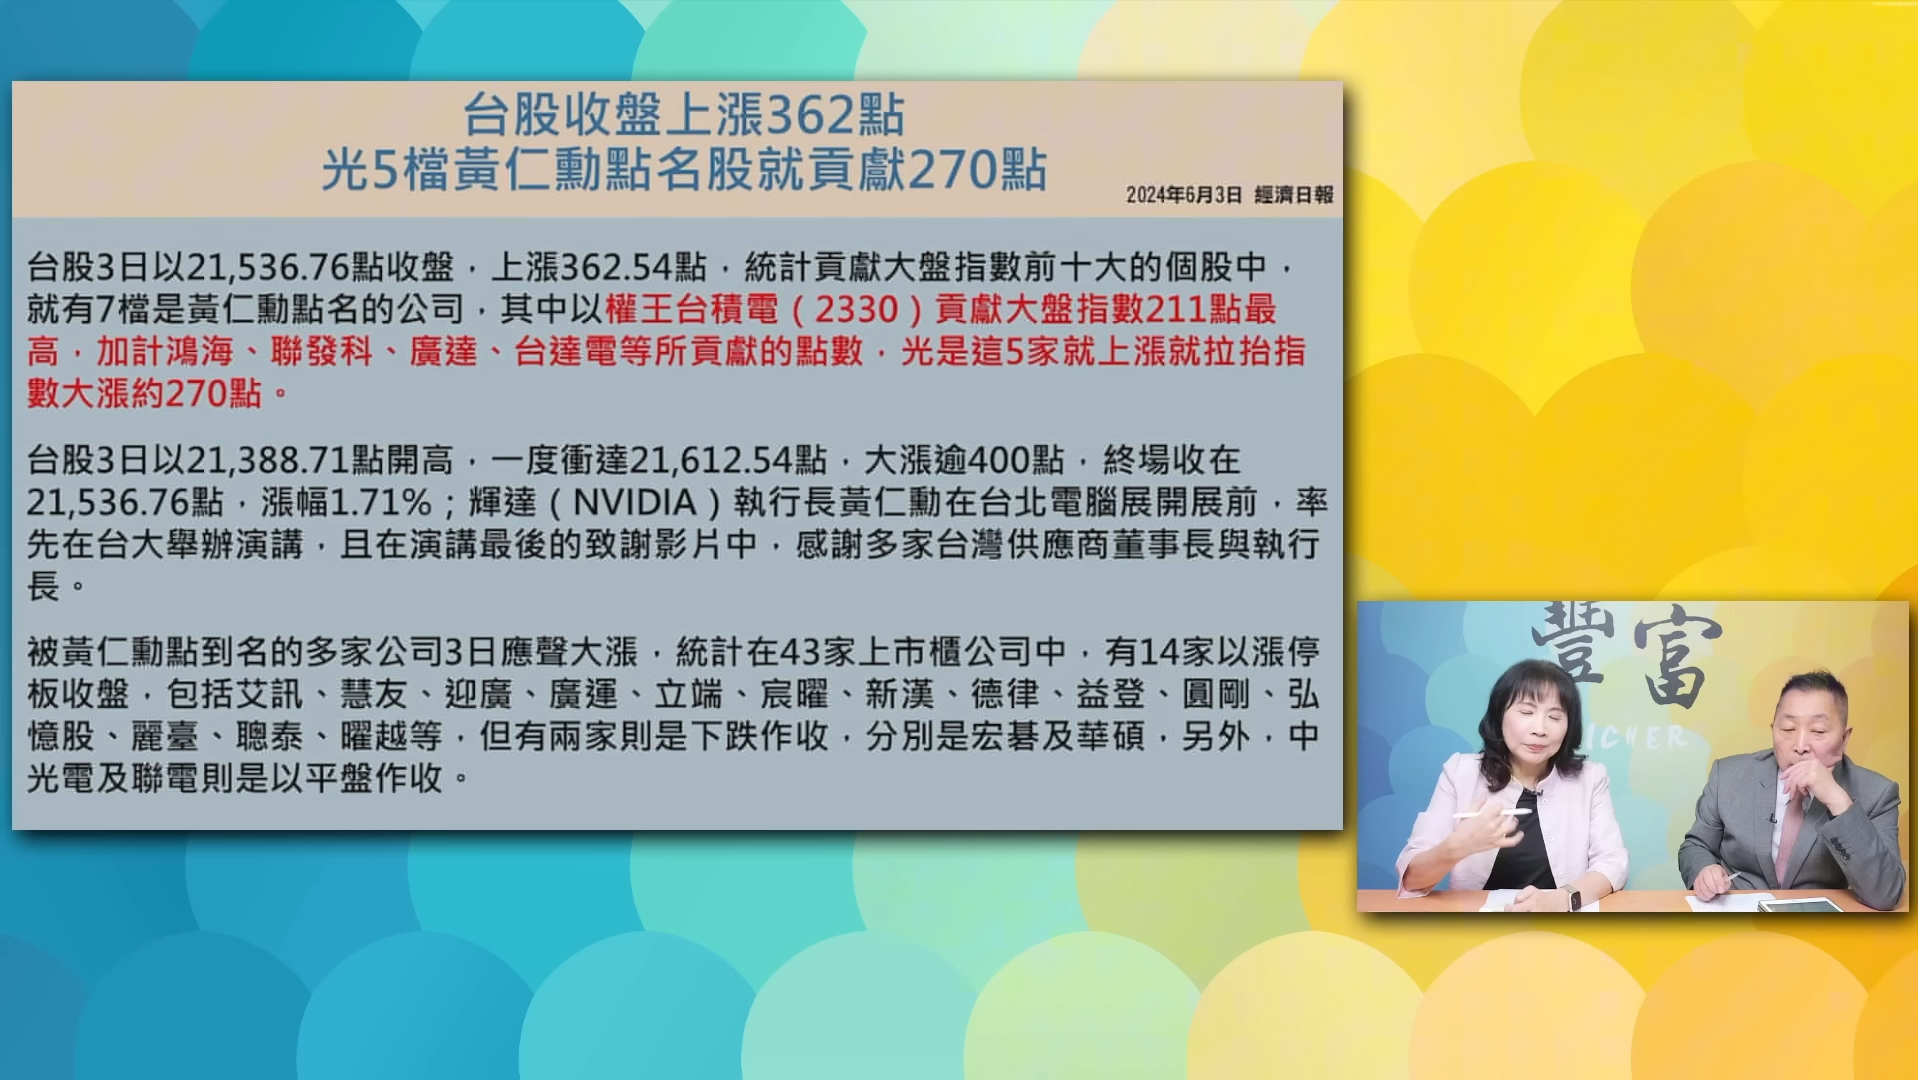 台股收盤上漲362點
光5檔黃仁勳點名股就貢獻270點
2024年6月3日 經濟日報
台股3日以21,536.76點收盤，上漲362.54點，統計貢獻大盤指數前十大的個股中，
就有7檔是黃仁勳點名的公司，其中以權王台積電（2330）貢獻大盤指數211點最
高，加計鴻海、聯發科、廣達、台達電等所貢獻的點數，光是這5家就上漲就拉抬指
數大漲約270點。
台股3日以21,388.71點開高，一度衝達21,612.54點，大漲逾400點，終場收在
21,536.76點，漲幅1.71%；輝達（NVIDIA）執行長黃仁勳在台北電腦展開展前，率
先在台大舉辦演講，且在演講最後的致謝影片中，感謝多家台灣供應商董事長與執行
長。
被黃仁勳點到名的多家公司3日應聲大漲，統計在43家上市櫃公司中，有14家以漲停
板收盤，包括艾訊、慧友、迎廣、廣運、立端、宸曜、新漢、德律、益登、圓剛、弘
憶股、麗臺、聰泰、曜越等，但有兩家則是下跌作收，分別是宏碁及華碩，另外，中
光電及聯電則是以平盤作收。
豐富
ICHER